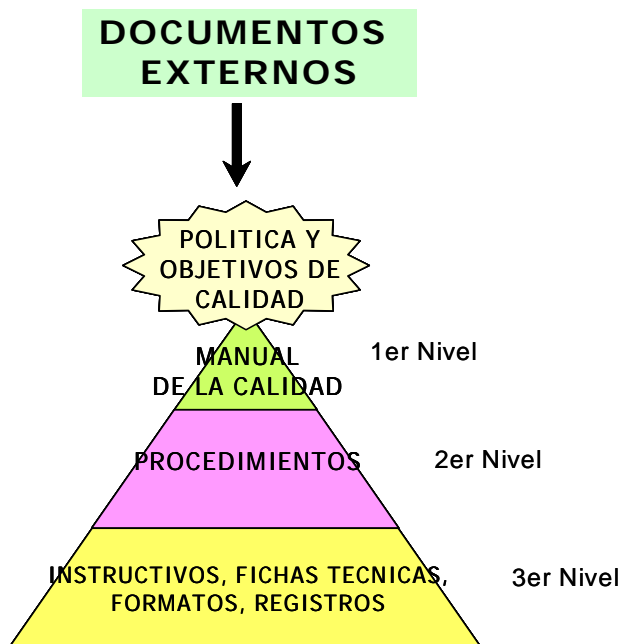 DOCUMENTOS
EXTERNOS
POLITICA Y
OBJETIVOS DE
CALIDAD
MANUAL
DE LA CALIDAD
1er Nivel
PROCEDIMIENTOS
2er Nivel
INSTRUCTIVOS, FICHAS TECNICAS,
FORMATOS, REGISTROS
3er Nivel